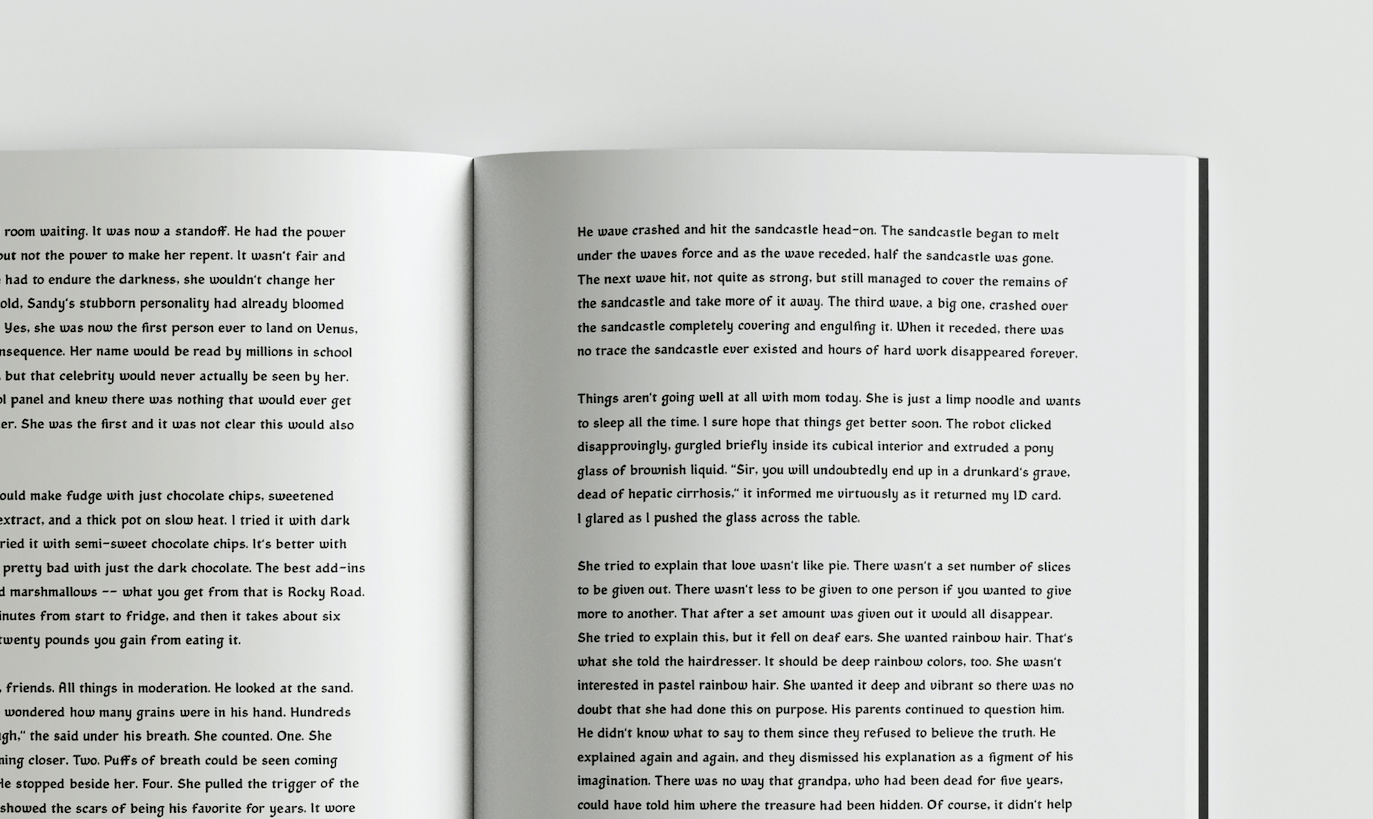 room waiting. It was now a standoff. He had the power
but not the power to make her repent. It wasn't fair and
had to endure the darkness, she wouldn't change her
old, Sandy's stubborn personality had already bloomed
Yes, she was now the first person ever to land on Venus,
nsequence. Her name would be read by millions in school
, but that celebrity would never actually be seen by her.
ol panel and knew there was nothing that would ever get
er. She was the first and it was not clear this would also
ould make fudge with just chocolate chips, sweetened
extract, and a thick pot on slow heat. I tried it with dark
ried it with semi-sweet chocolate chips. It's better with
pretty bad with just the dark chocolate. The best add-ins
d marshmallows -- what you get from that is Rocky Road.
inutes from start to fridge, and then it takes about six
twenty pounds you gain from eating it.
, friends. All things in moderation. He looked at the sand.
wondered how many grains were in his hand. Hundreds
ugh," the said under his breath. She counted. One. She
ming closer. Two. Puffs of breath could be seen coming
He stopped beside her. Four. She pulled the trigger of the
showed the scars of being his favorite for years. It wore
He wave crashed and hit the sandcastle head-on. The sandcastle began to melt
under the waves force and as the wave receded, half the sandcastle was gone.
The next wave hit, not quite as strong, but still managed to cover the remains of
the sandcastle and take more of it away. The third wave, a big one, crashed over
the sandcastle completely covering and engulfing it. When it receded, there was
no trace the sandcastle ever existed and hours of hard work disappeared forever.
Things aren't going well at all with mom today. She is just a limp noodle and wants
to sleep all the time. I sure hope that things get better soon. The robot clicked
disapprovingly, gurgled briefly inside its cubical interior and extruded a pony
glass of brownish liquid. "Sir, you will undoubtedly end up in a drunkard's grave,
dead of hepatic cirrhosis," it informed me virtuously as it returned my ID card.
I glared as I pushed the glass across the table.
She tried to explain that love wasn't like pie. There wasn't a set number of slices
to be given out. There wasn't less to be given to one person if you wanted to give
more to another. That after a set amount was given out it would all disappear.
She tried to explain this, but it fell on deaf ears. She wanted rainbow hair. That's
what she told the hairdresser. It should be deep rainbow colors, too. She wasn't
interested in pastel rainbow hair. She wanted it deep and vibrant so there was no
doubt that she had done this on purpose. His parents continued to question him.
He didn't know what to say to them since they refused to believe the truth. He
explained again and again, and they dismissed his explanation as a figment of his
imagination. There was no way that grandpa, who had been dead for five years,
could have told him where the treasure had been hidden. Of course, it didn't help